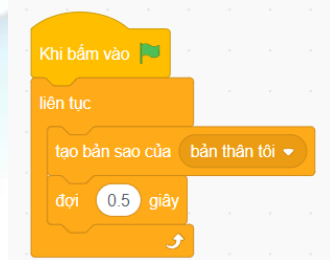 Khi bấm vào
liên tục
tạo bản sao của bản thân tôi
đợi 0.5 giây